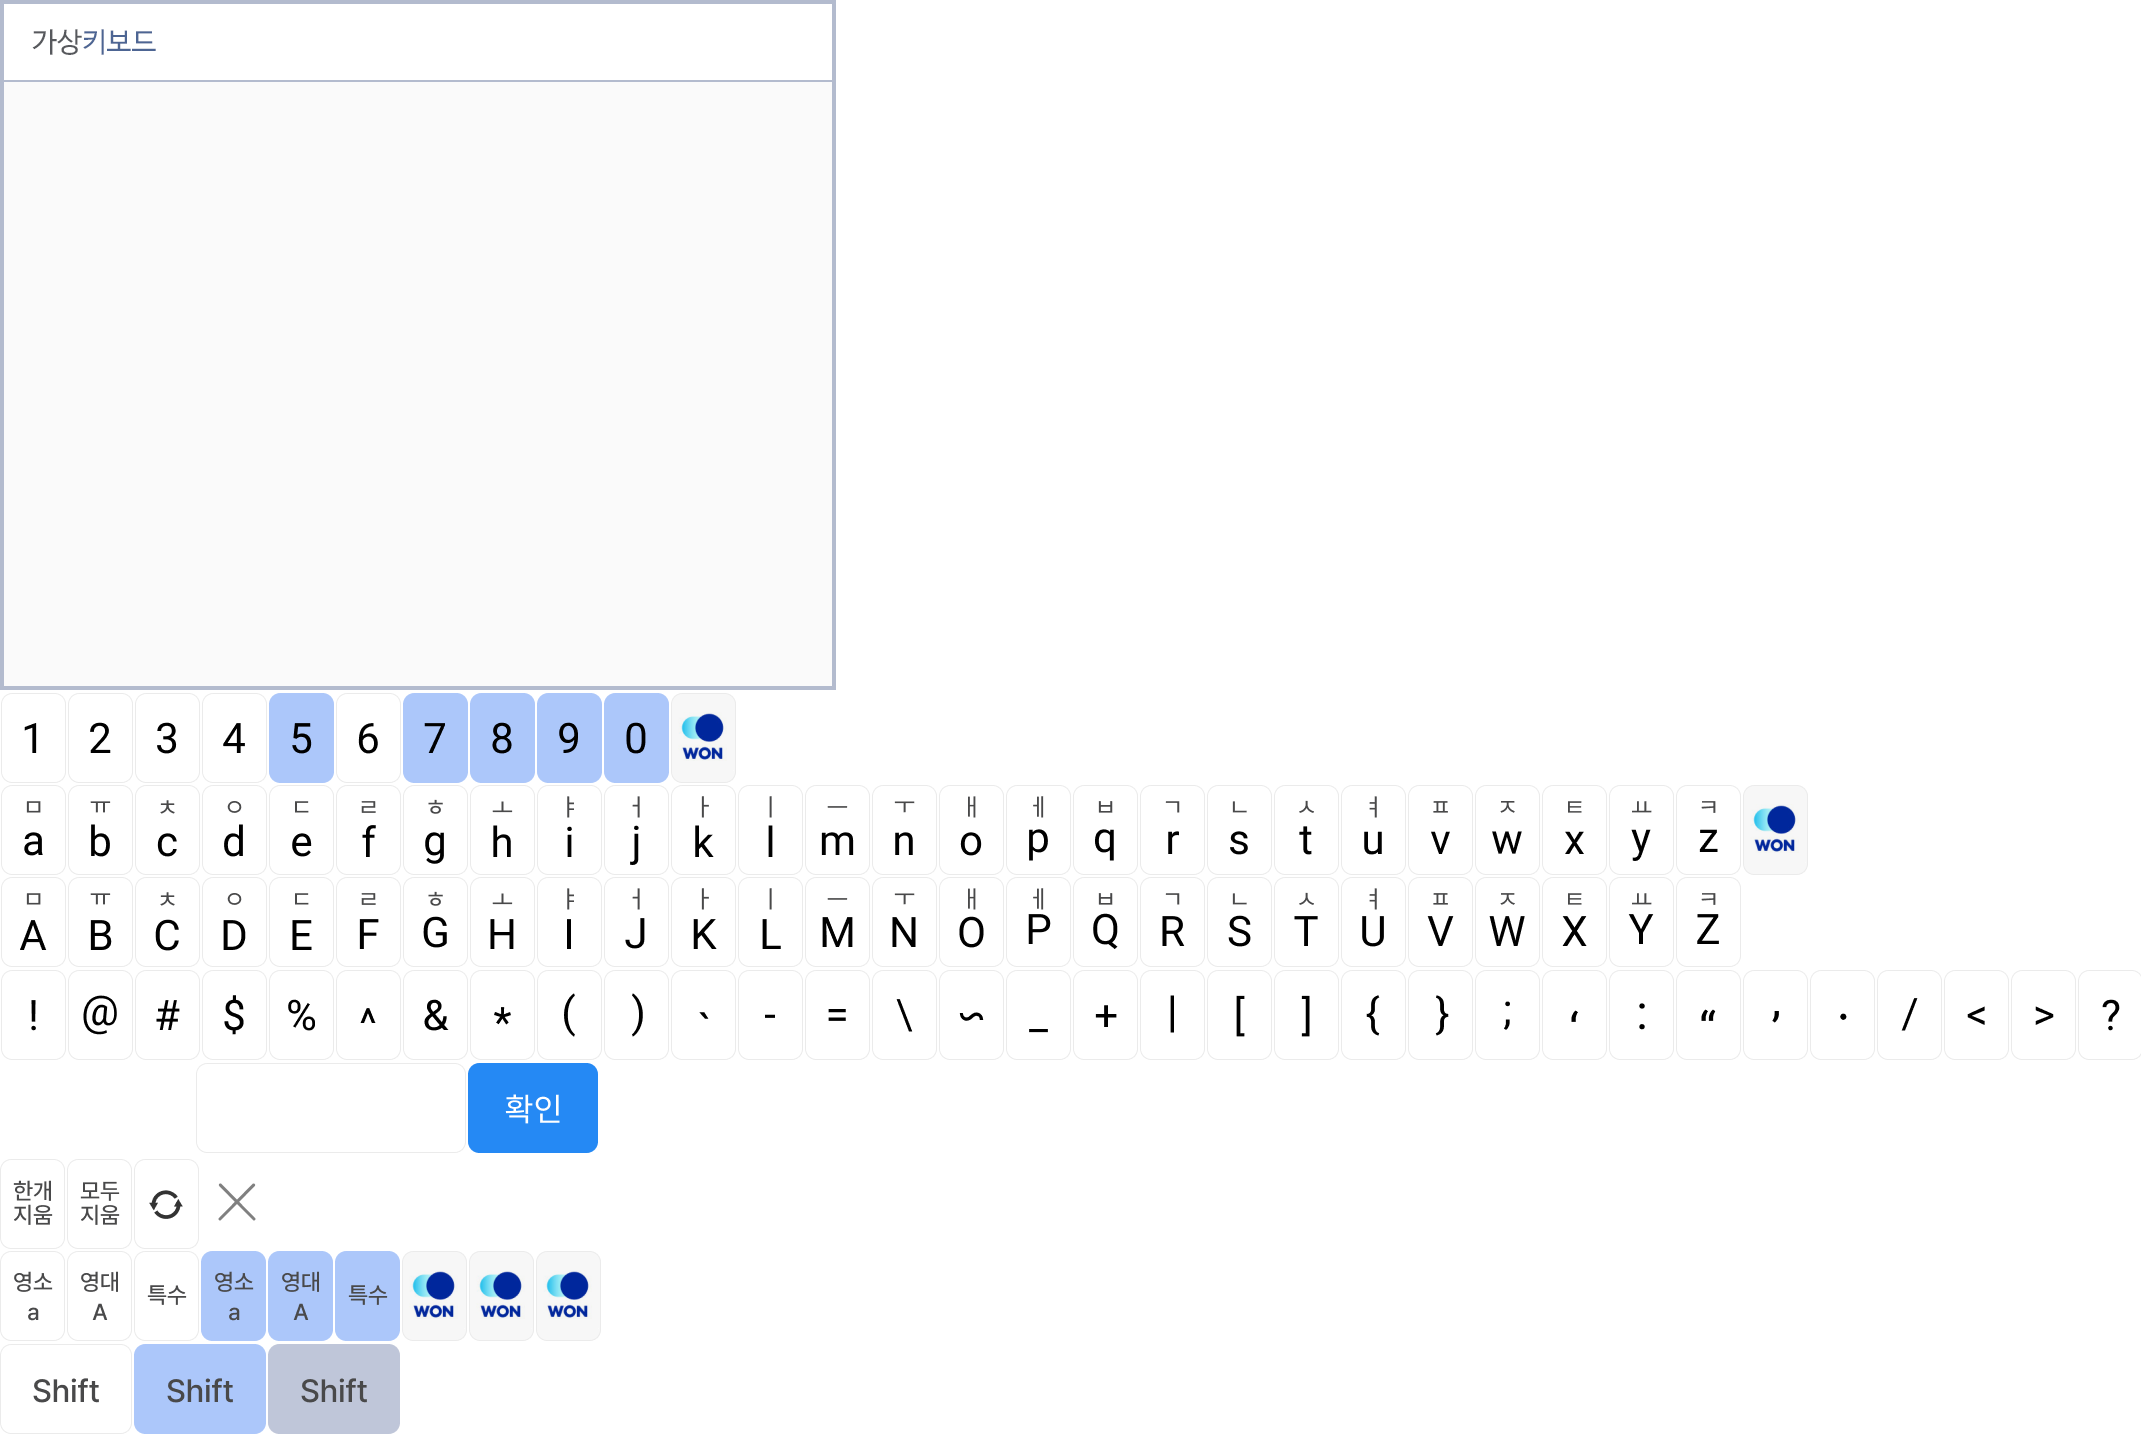 가상키보드
1 2 3 4 5 6 7 8 9 0 WON
ㅁ ㅠ ㅊ ㅇ ㄷ ㄹ ㅎ ㅗ ㅑ ㅓ ㅏ ㅣ ㅡ ㅜ ㅐ ㅔ ㅂ ㄱ ㄴ ㅅ ㅕ ㅍ ㅈ ㅌ ㅛ ㅋ
a b c d e f g h i j k l m n o p q r s t u v w x y z WON
ㅁ ㅠ ㅊ ㅇ ㄷ ㄹ ㅎ ㅗ ㅑ ㅓ ㅏ ㅣ ㅡ ㅜ ㅐ ㅔ ㅂ ㄱ ㄴ ㅅ ㅕ ㅍ ㅈ ㅌ ㅛ ㅋ
A B C D E F G H I J K L M N O P Q R S T U V W X Y Z
! @ # $ % ^ & * ( ) ` - = \ ~ _ + | [ ] { } ; ‘ : “ , · / < > ?
확인
한개 모두
지움 지움
영소 영대 특수 영소 영대 특수
a A a A WON WON WON
Shift Shift Shift